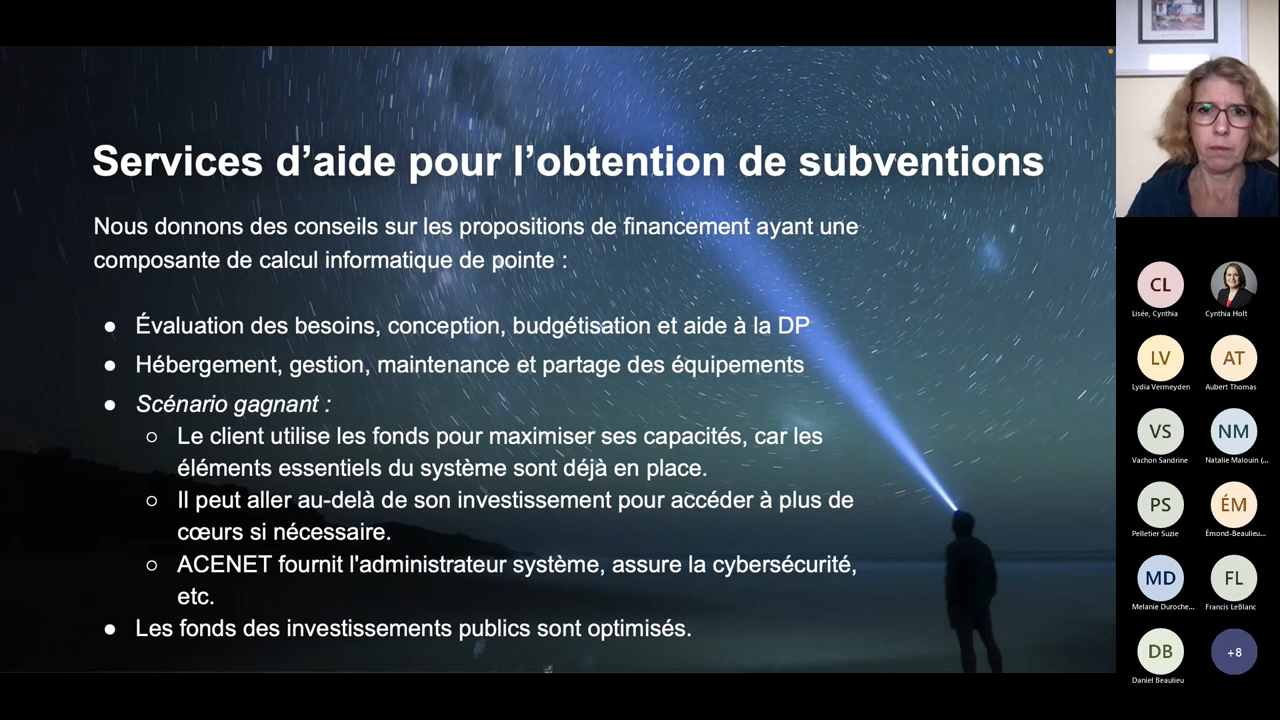 Services d’aide pour l’obtention de subventions
Nous donnons des conseils sur les propositions de financement ayant une
composante de calcul informatique de pointe :
● Évaluation des besoins, conception, budgétisation et aide à la DP
● Hébergement, gestion, maintenance et partage des équipements
● Scénario gagnant :
○ Le client utilise les fonds pour maximiser ses capacités, car les
éléments essentiels du système sont déjà en place.
○ Il peut aller au-delà de son investissement pour accéder à plus de
cœurs si nécessaire.
○ ACENET fournit l'administrateur système, assure la cybersécurité,
etc.
● Les fonds des investissements publics sont optimisés.
CL
Lisée, Cynthia
Cynthia Holt
LV
Lydia Vermeyden
AT
Aubert Thomas
VS
Vachon Sandrine
NM
Natalie Malouin (...
PS
Pelletier Suzie
ÉM
Émond-Beaulieu...
MD
Melanie Duroche...
FL
Francis LeBlanc
DB
Daniel Beaulieu
+8